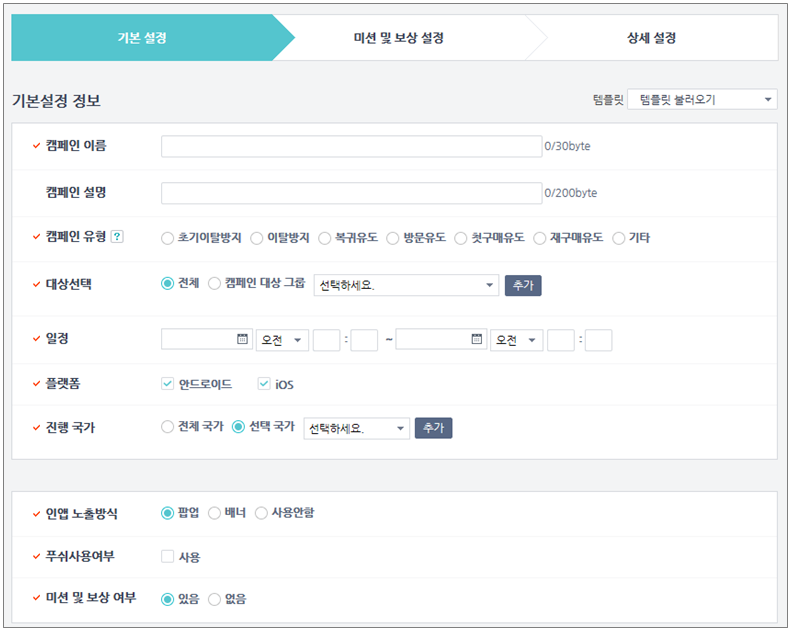 기본 설정 미션 및 보상 설정 상세 설정
기본설정 정보 템플릿 템플릿 불러오기
캠페인 이름 0/30byte
캠페인 설명 0/200byte
캠페인 유형 ? 초기이탈방지 이탈방지 복귀유도 방문유도 첫구매유도 재구매유도 기타
대상선택 전체 캠페인 대상 그룹 선택하세요. 추가
일정 오전 : ~ 오전 :
플랫폼 안드로이드 iOS
진행 국가 전체 국가 선택 국가 선택하세요. 추가
인앱 노출방식 팝업 배너 사용안함
푸쉬사용여부 사용
미션 및 보상 여부 있음 없음